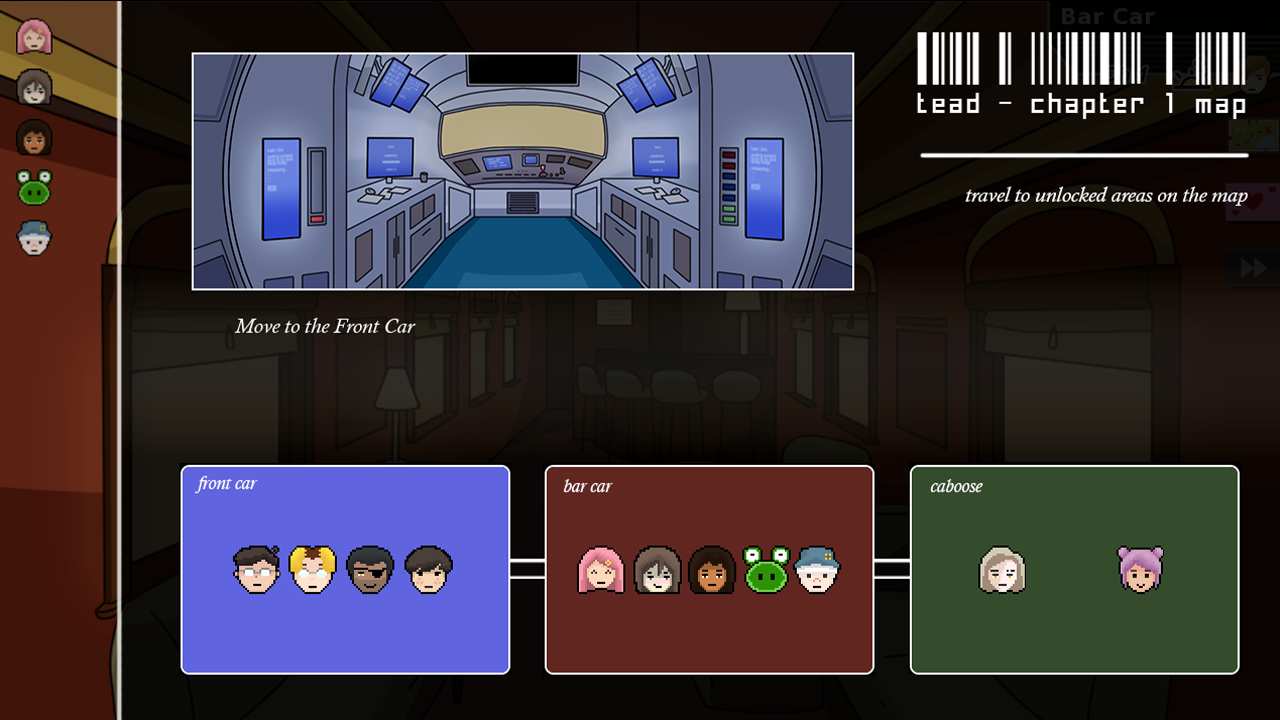 Bar Car
tead - chapter 1 map
travel to unlocked areas on the map
Move to the Front Car
front car
bar car
caboose